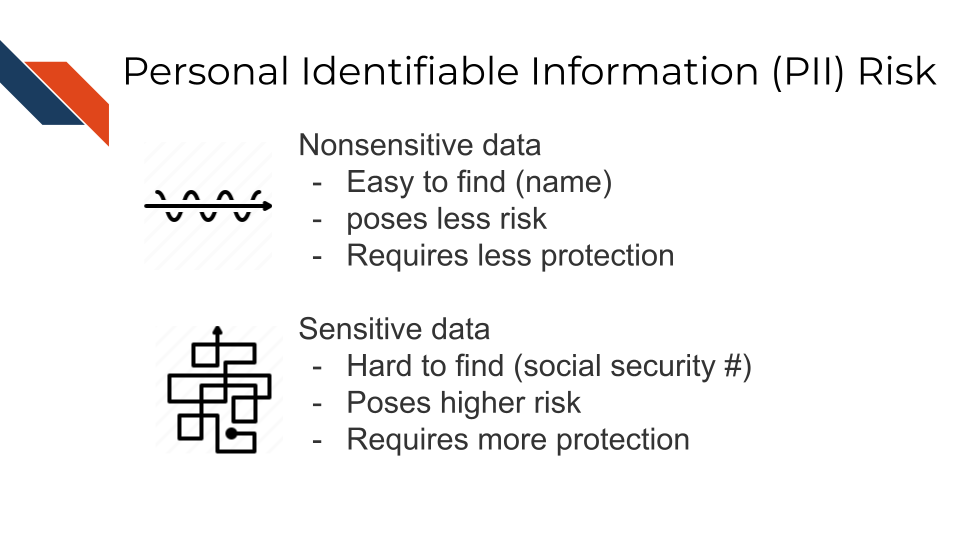 Personal Identifiable Information (PII) Risk
Nonsensitive data
- Easy to find (name)
- poses less risk
- Requires less protection
Sensitive data
- Hard to find (social security #)
- Poses higher risk
- Requires more protection